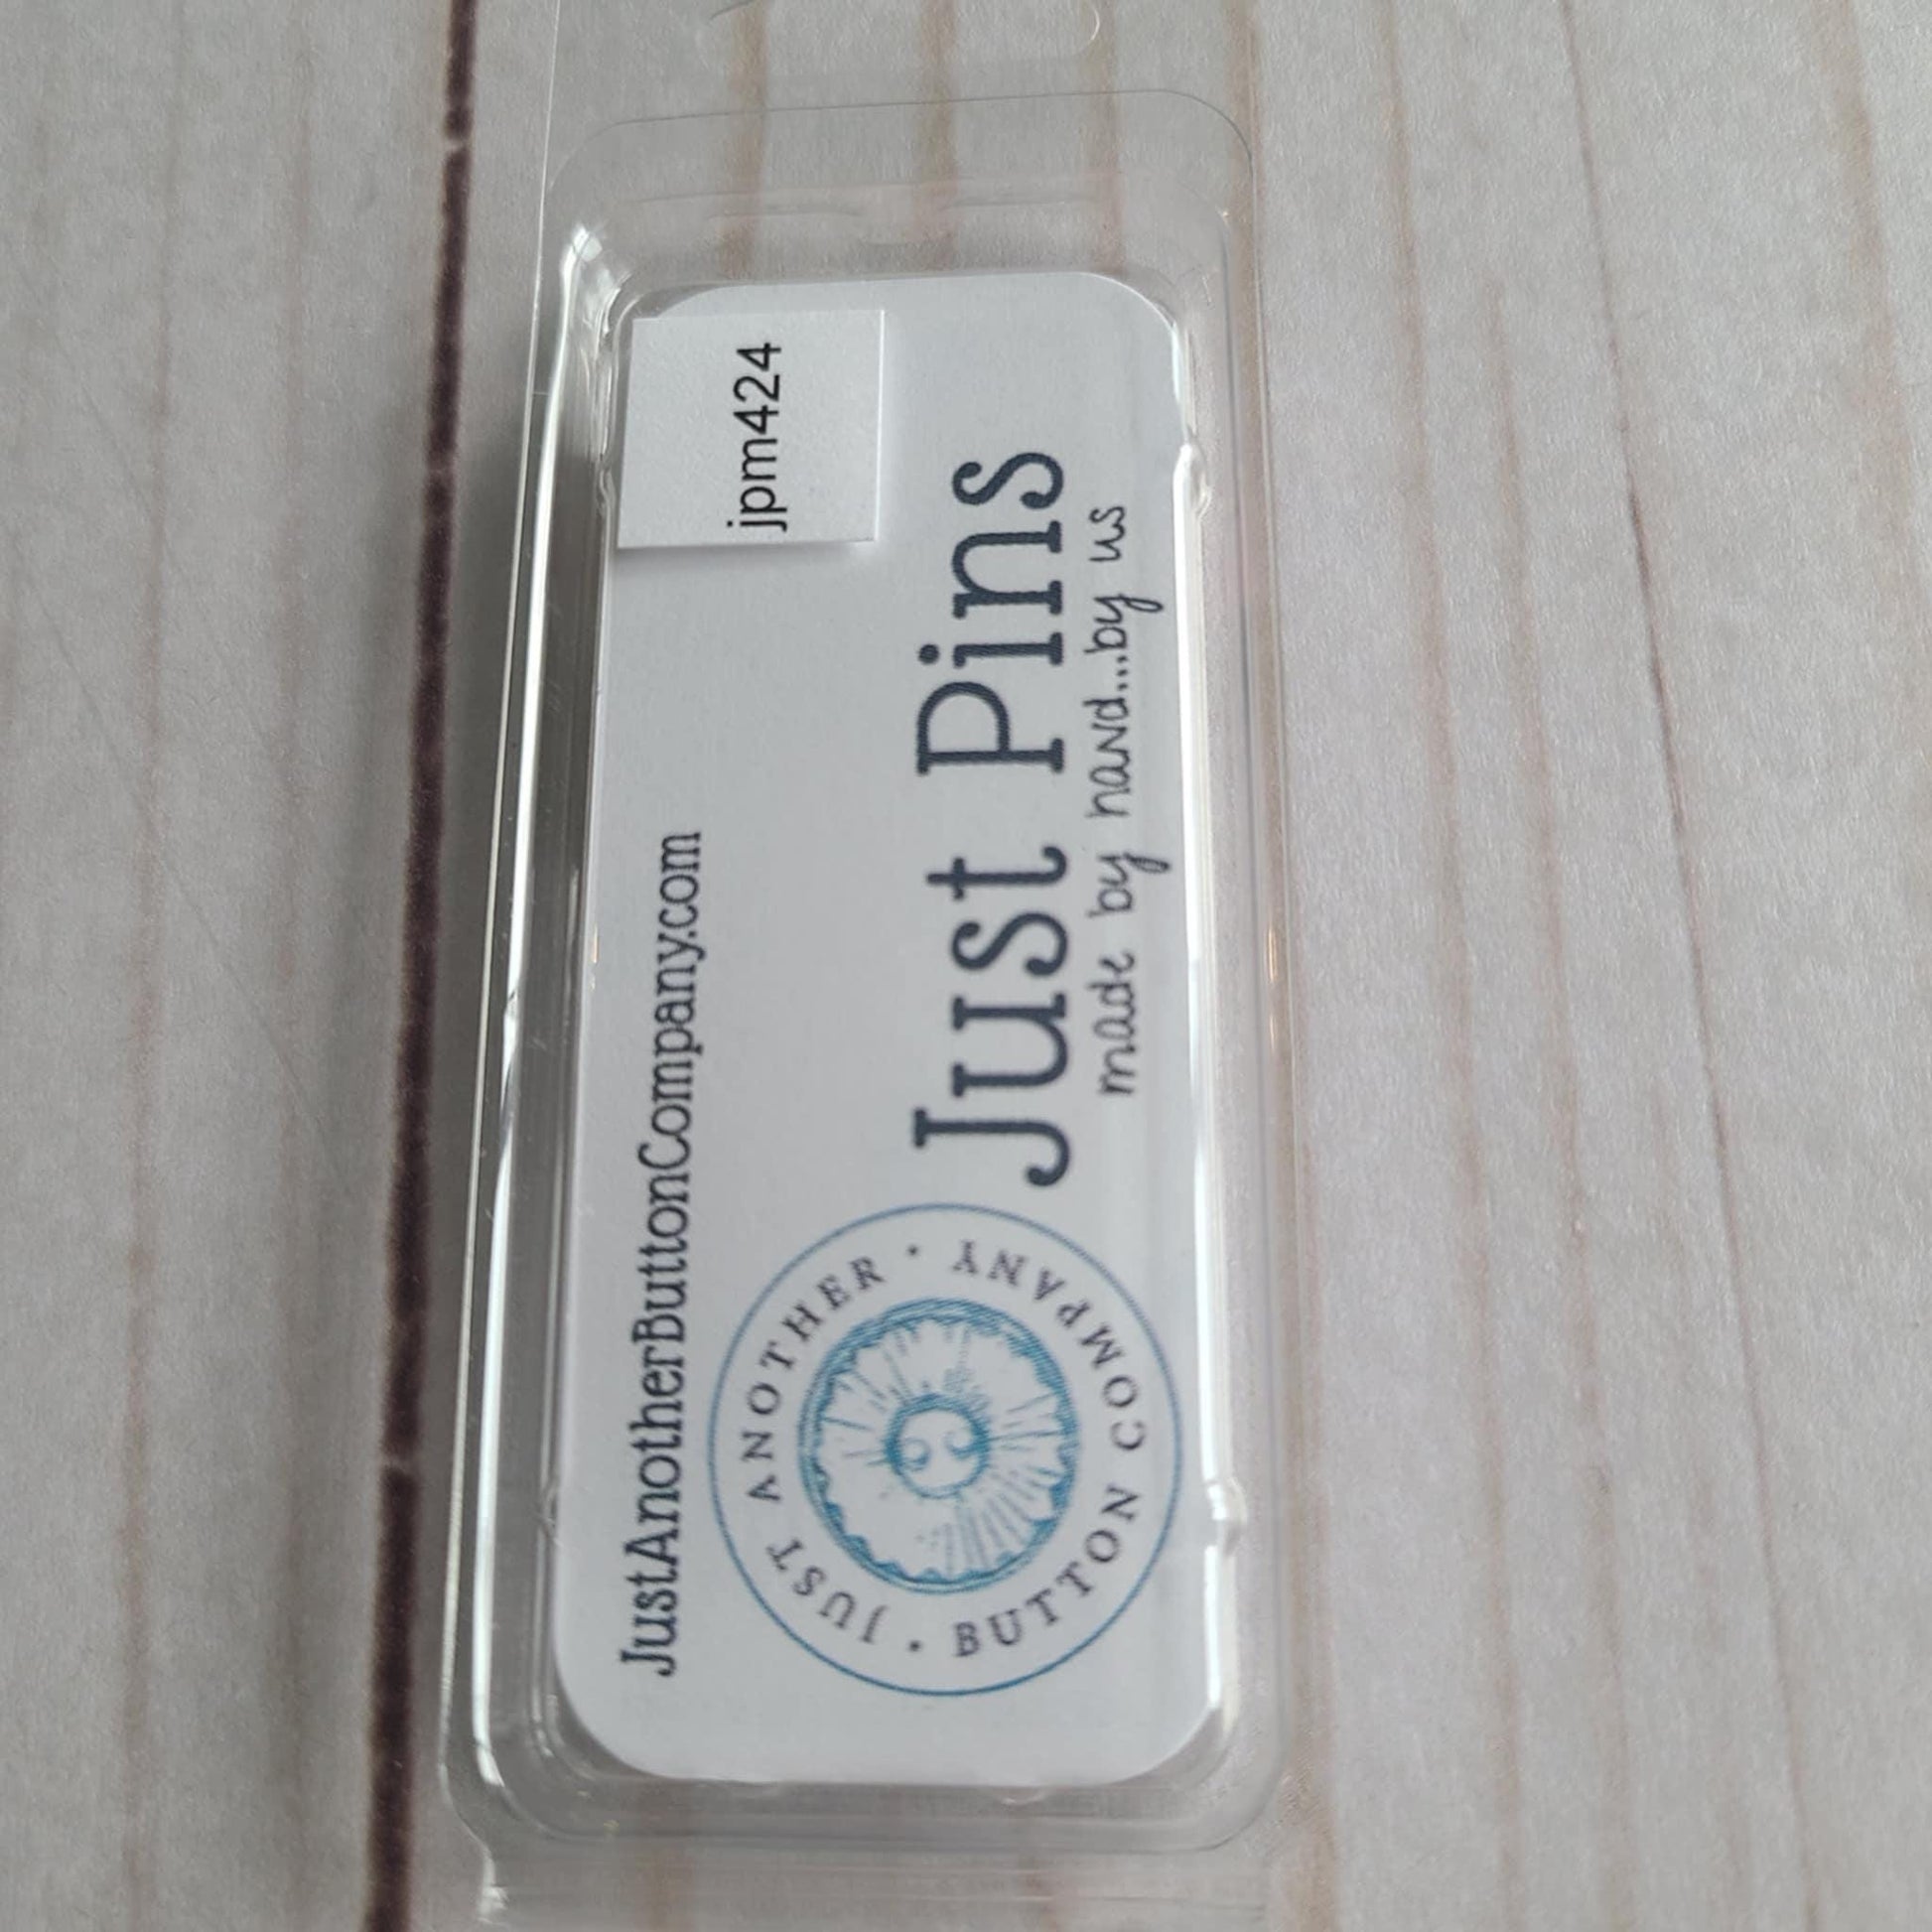 JustAnotherButtonCompany.com
jpm424
Just Pins
made by hand...by us
JUST ANOTHER •
BUTTON COMPANY •